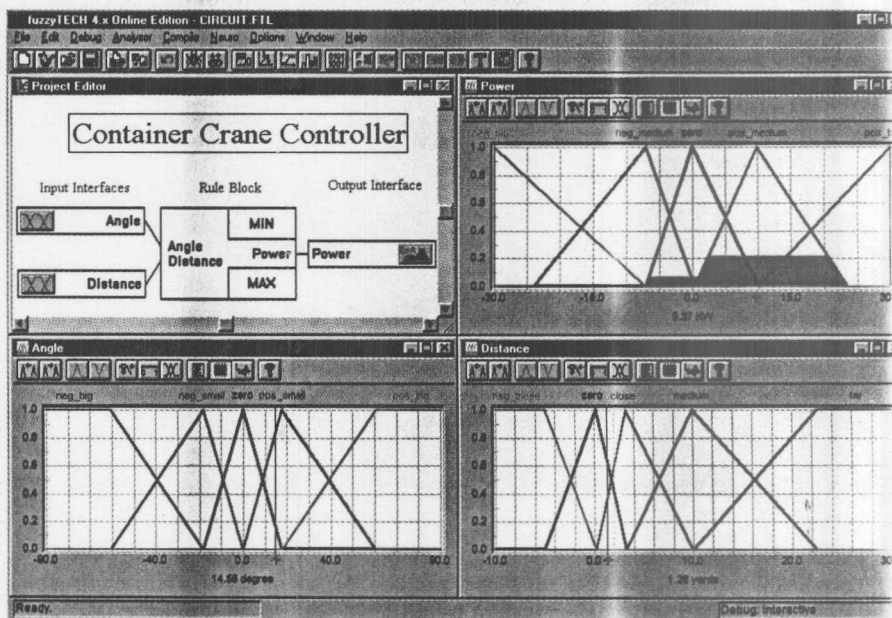 fuzzyTECH 4.x Online Edition - CIRCUIT.FTL
File Edit Debug Analyzer Compile Neuro Options Window Help
Project Editor
Container Crane Controller
Input Interfaces Rule Block Output Interface
Angle
Distance
Angle
Distance
MIN
Power
MAX
Power
Power
neg_big neg_medium zero pos_medium
1.0
0.8
0.6
0.4
0.2
0.0
-30.0 -15.0 0.0 15.0
Angle
neg_big neg_small zero pos_small pos_big
1.0
0.8
0.6
0.4
0.2
0.0
-90.0 -40.0 0.0 40.0 90.0
14.58 degree
Distance
neg_close zero close medium far
1.0
0.8
0.6
0.4
0.2
0.0
-10.0 0.0 10.0 20.0
1.28 yards
Ready.
Debug: Interactive